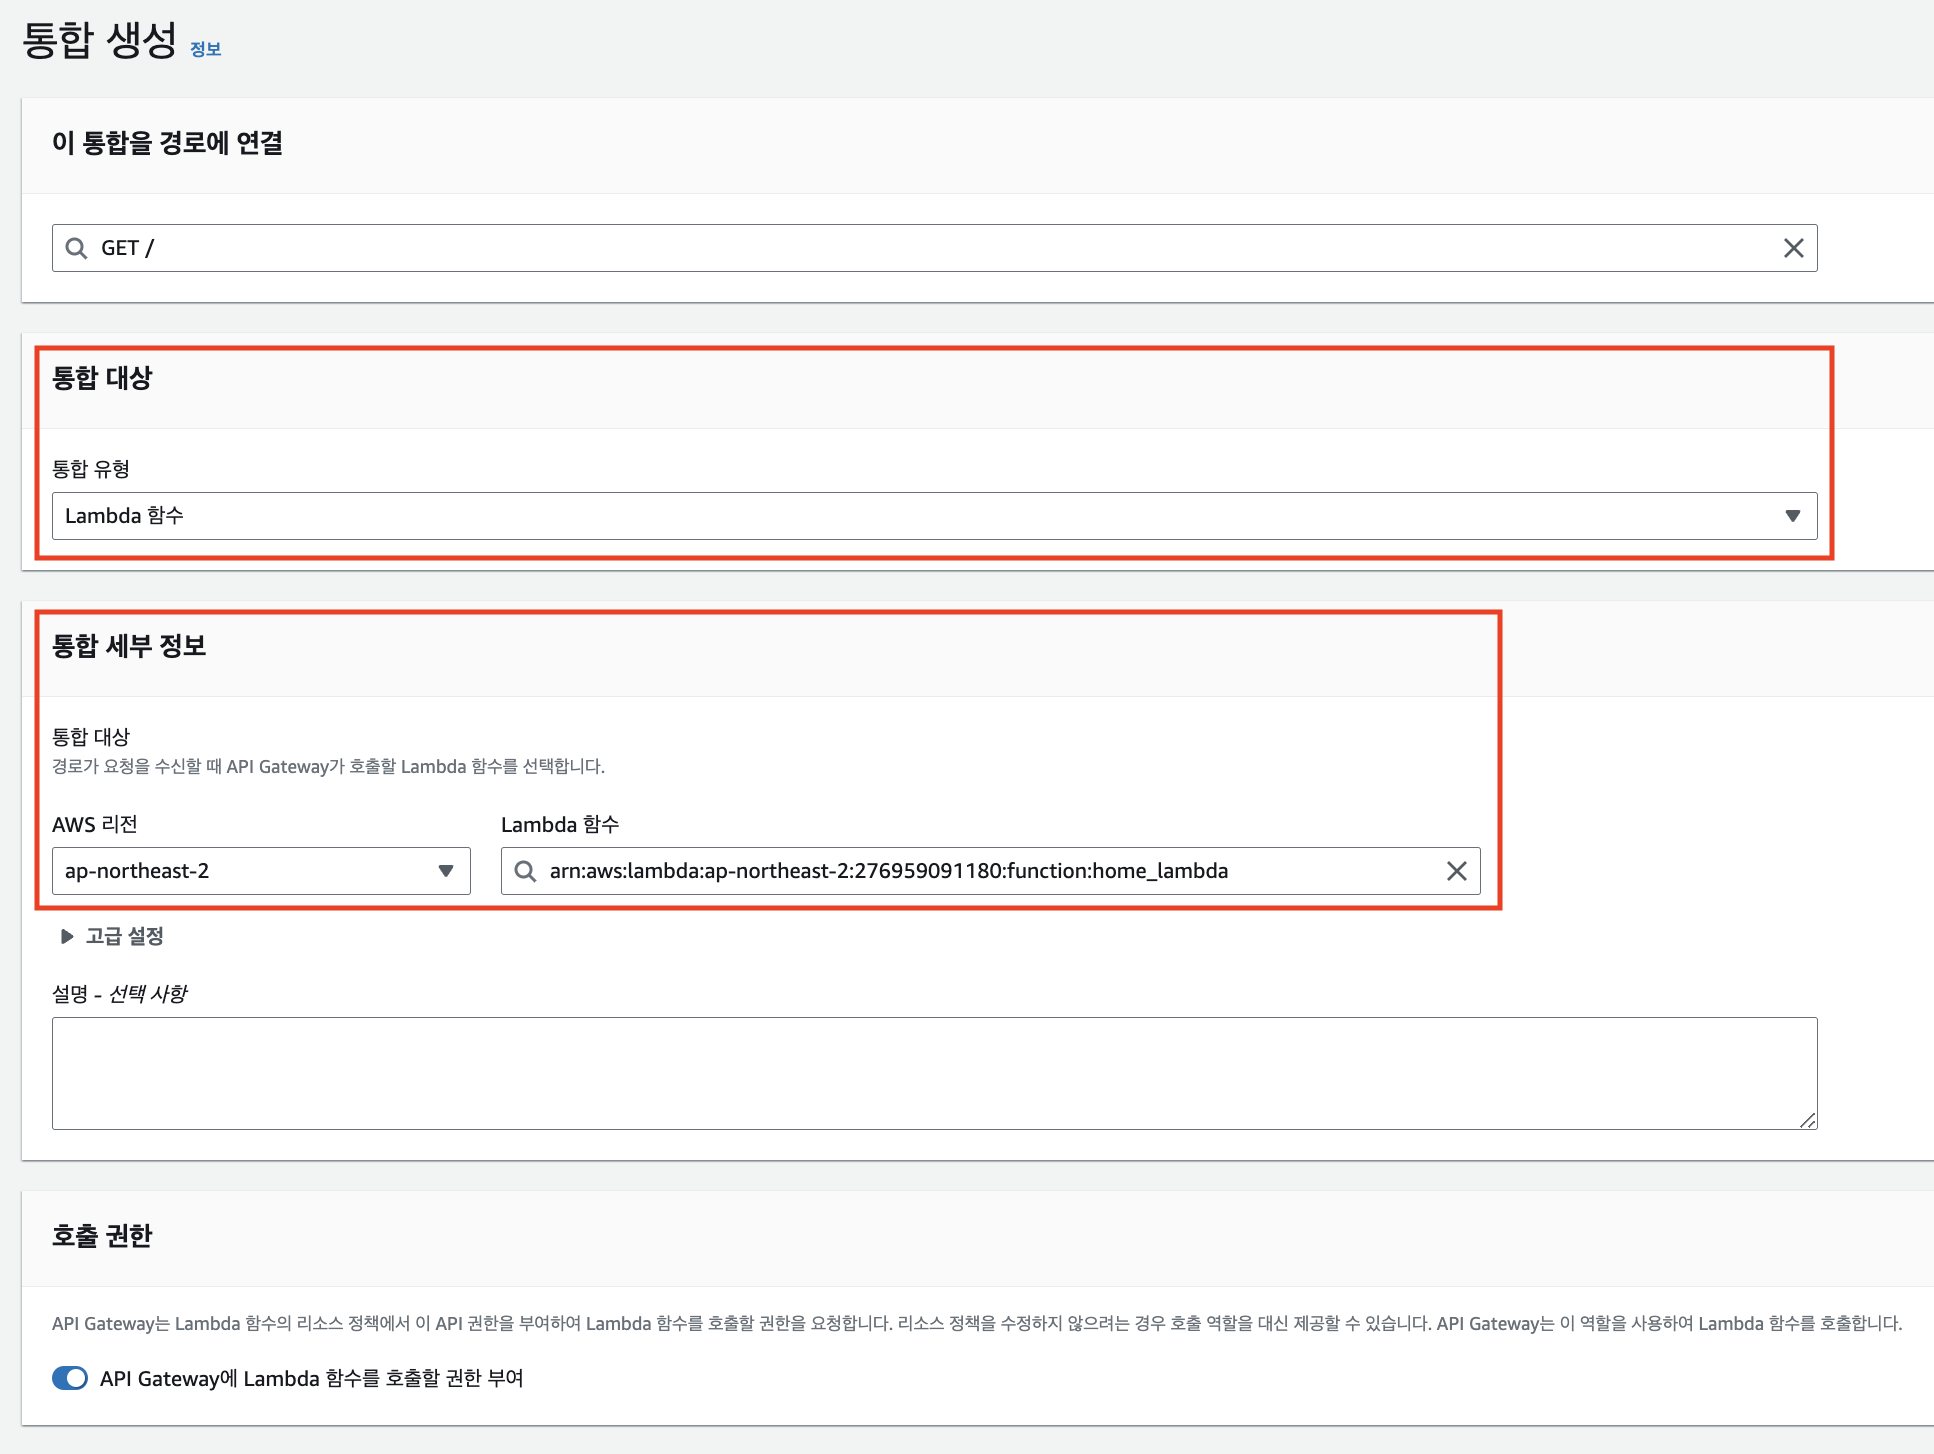 통합 생성 정보
이 통합을 경로에 연결
GET /
통합 대상
통합 유형
Lambda 함수
통합 세부 정보
통합 대상
경로가 요청을 수신할 때 API Gateway가 호출할 Lambda 함수를 선택합니다.
AWS 리전 Lambda 함수
ap-northeast-2 arn:aws:lambda:ap-northeast-2:276959091180:function:home_lambda
고급 설정
설명 - 선택 사항
호출 권한
API Gateway는 Lambda 함수의 리소스 정책에서 이 API 권한을 부여하여 Lambda 함수를 호출할 권한을 요청합니다. 리소스 정책을 수정하지 않으려는 경우 호출 역할을 대신 제공할 수 있습니다. API Gateway는 이 역할을 사용하여 Lambda 함수를 호출합니다.
API Gateway에 Lambda 함수를 호출할 권한 부여